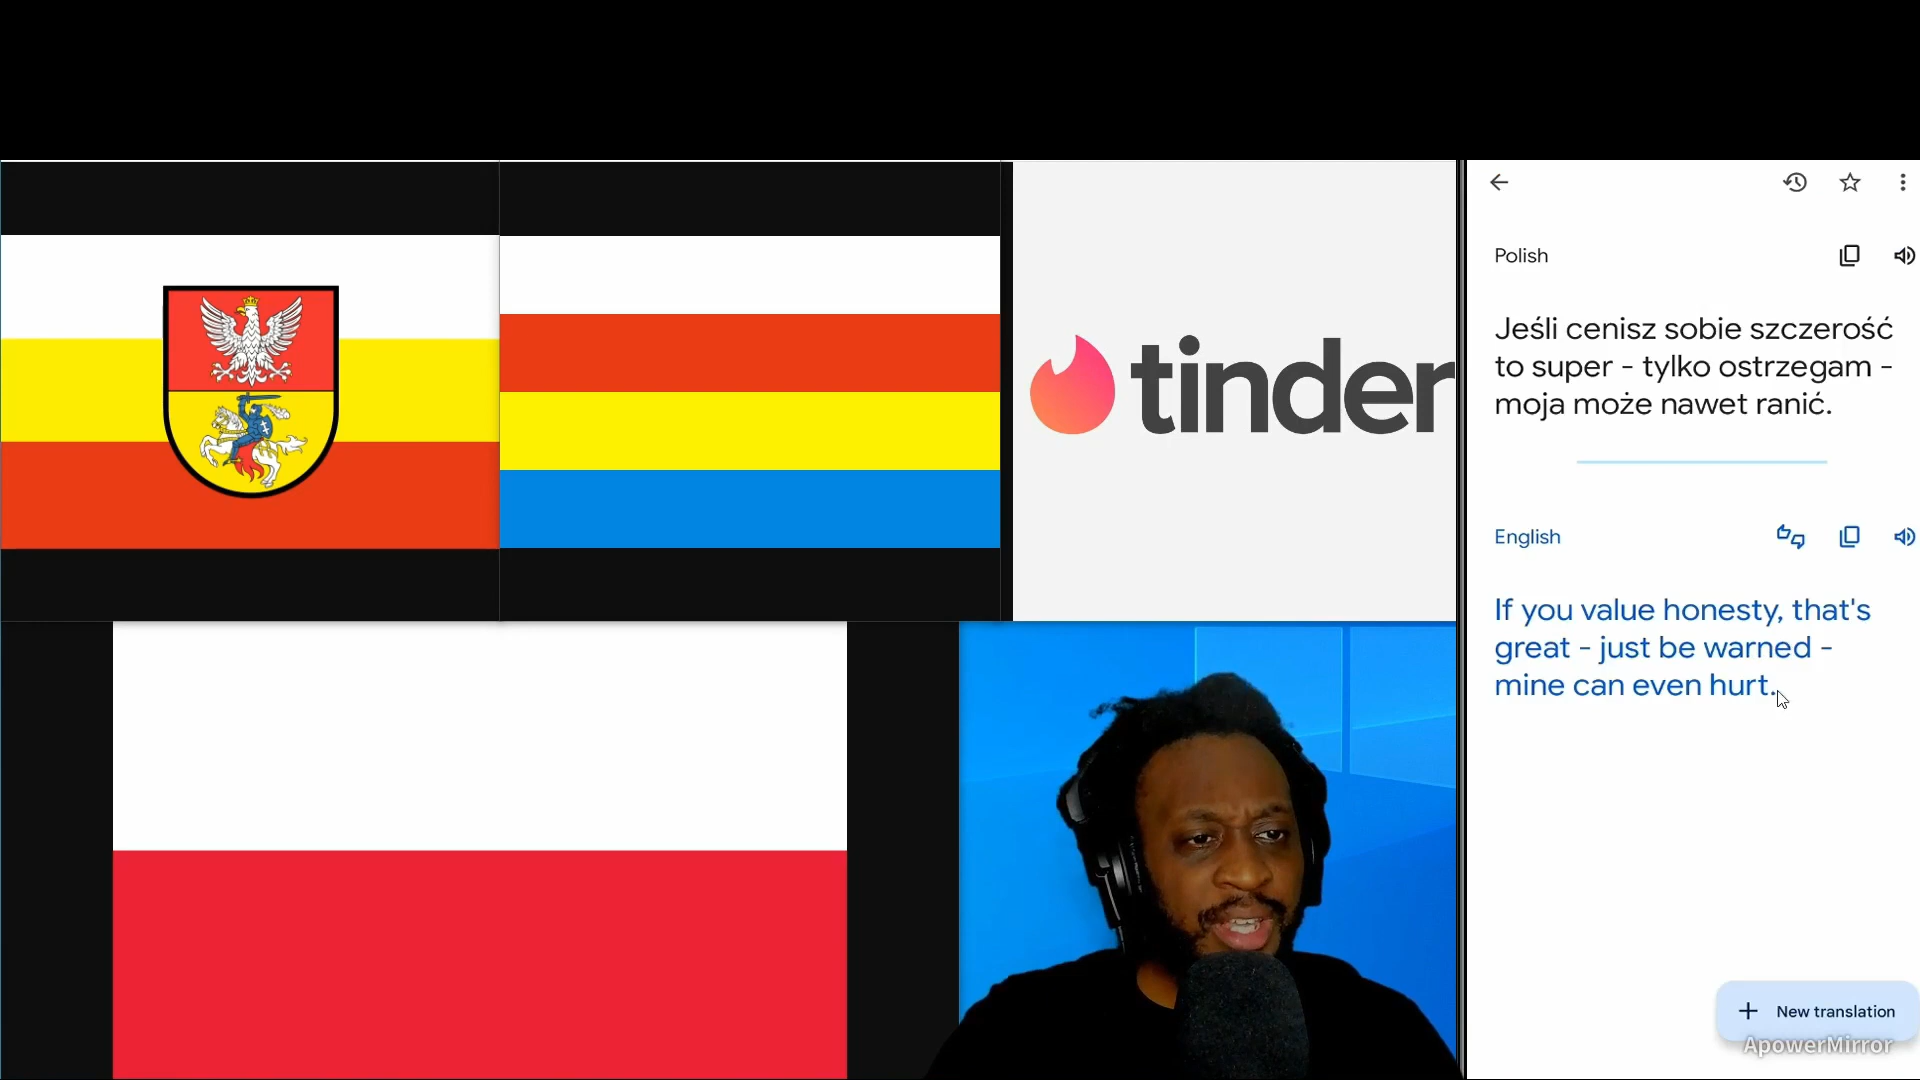 tinder
Polish
Jeśli cenisz sobie szczerość
to super - tylko ostrzegam -
moja może nawet ranić.
English
If you value honesty, that's
great - just be warned -
mine can even hurt.
New translation
ApowerMirror